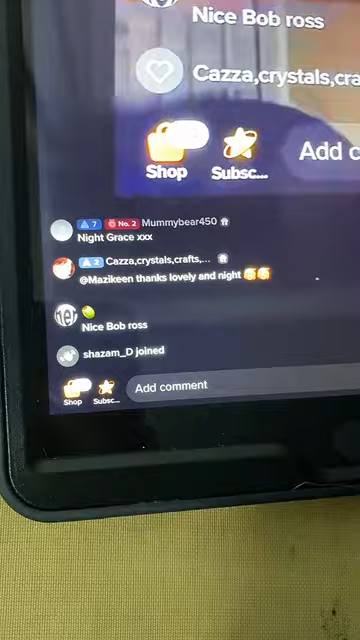 Nice Bob ross
Cazza,crystals,cra
Shop
Subsc...
Add c
7 No. 2 Mummybear450
Night Grace xxx
2 Cazza,crystals,crafts,...
@Mazikeen thanks lovely and night
Nice Bob ross
shazam_D joined
Shop
Subsc...
Add comment